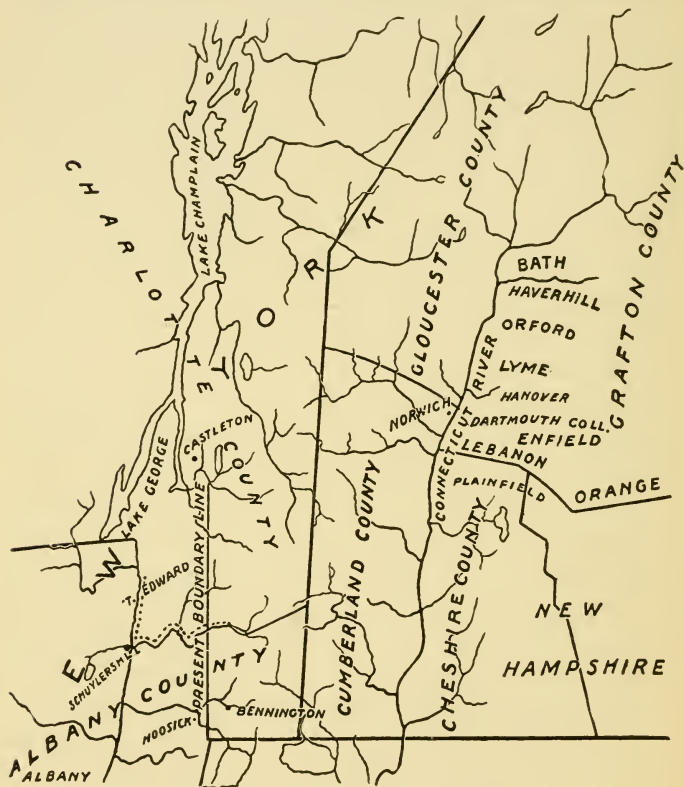 CHARLOTTE COUNTY
LAKE CHAMPLAIN
GLOUCESTER COUNTY
GRAFTON COUNTY
NEW YORK
BATH
HAVERHILL
ORFORD
LYME
HANOVER
DARTMOUTH COLL.
ENFIELD
LEBANON
PLAINFIELD
ORANGE
CONNECTICUT RIVER
NORWICH
CASTLETON
LAKE GEORGE
PRESENT BOUNDARY LINE
FT. EDWARD
CUMBERLAND COUNTY
CHESHIRE COUNTY
NEW
HAMPSHIRE
ALBANY COUNTY
HOOSICK
BENNINGTON
ALBANY